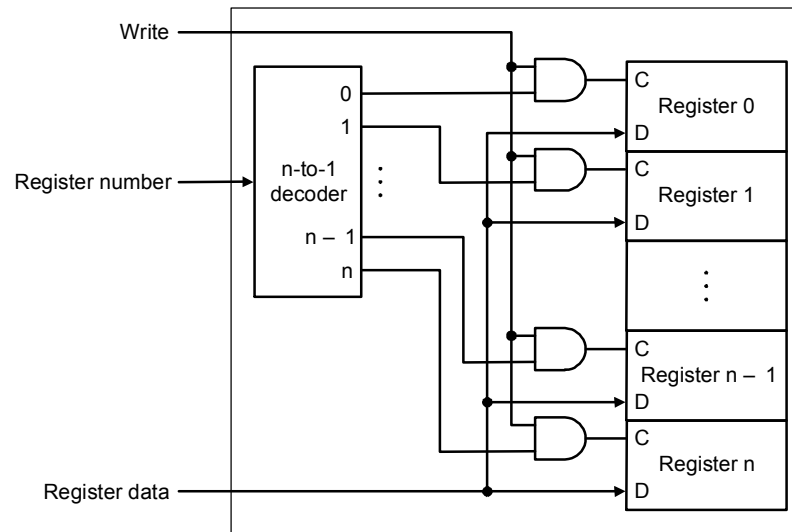 Write
0
1
n-to-1
decoder
⋮
n – 1
n
Register number
Register data
C
Register 0
D
C
Register 1
D
⋮
C
Register n – 1
D
C
Register n
D